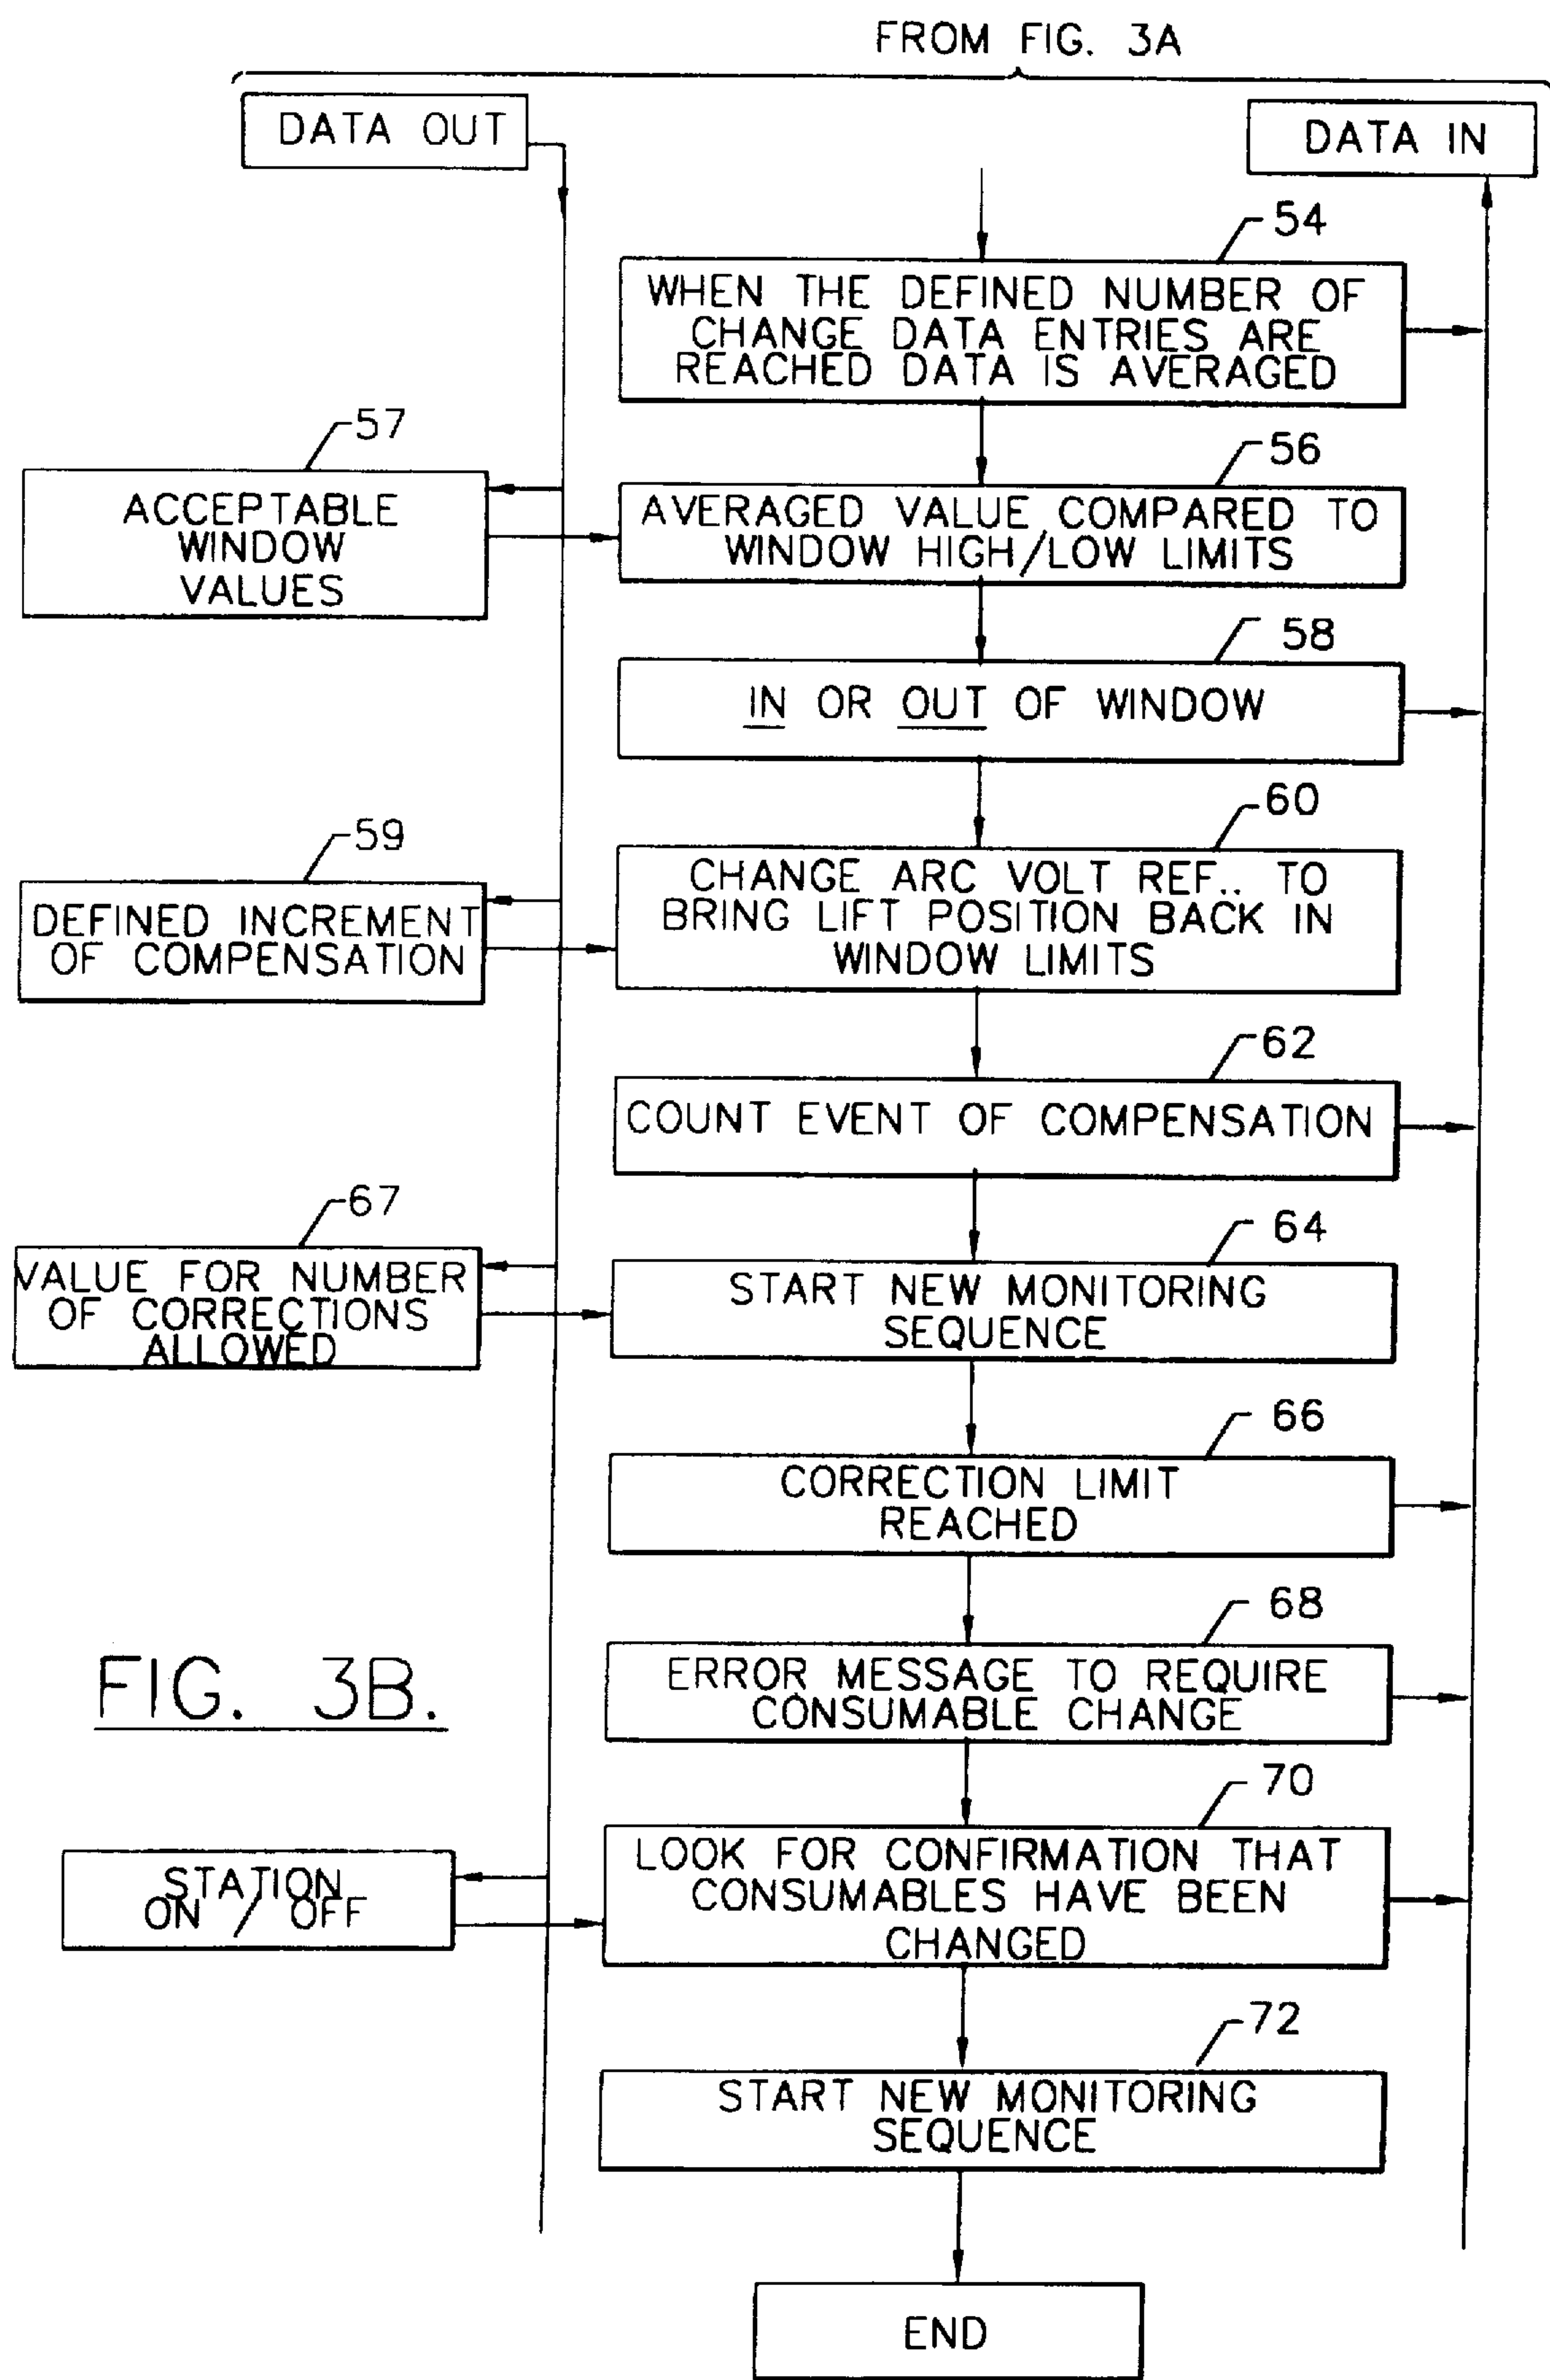 FROM FIG. 3A
DATA OUT
DATA IN
54
WHEN THE DEFINED NUMBER OF
CHANGE DATA ENTRIES ARE
REACHED DATA IS AVERAGED
57
ACCEPTABLE
WINDOW
VALUES
56
AVERAGED VALUE COMPARED TO
WINDOW HIGH/LOW LIMITS
58
IN OR OUT OF WINDOW
59
DEFINED INCREMENT
OF COMPENSATION
60
CHANGE ARC VOLT REF.. TO
BRING LIFT POSITION BACK IN
WINDOW LIMITS
62
COUNT EVENT OF COMPENSATION
67
VALUE FOR NUMBER
OF CORRECTIONS
ALLOWED
64
START NEW MONITORING
SEQUENCE
66
CORRECTION LIMIT
REACHED
68
ERROR MESSAGE TO REQUIRE
CONSUMABLE CHANGE
FIG. 3B.
70
STATION
ON / OFF
LOOK FOR CONFIRMATION THAT
CONSUMABLES HAVE BEEN
CHANGED
72
START NEW MONITORING
SEQUENCE
END